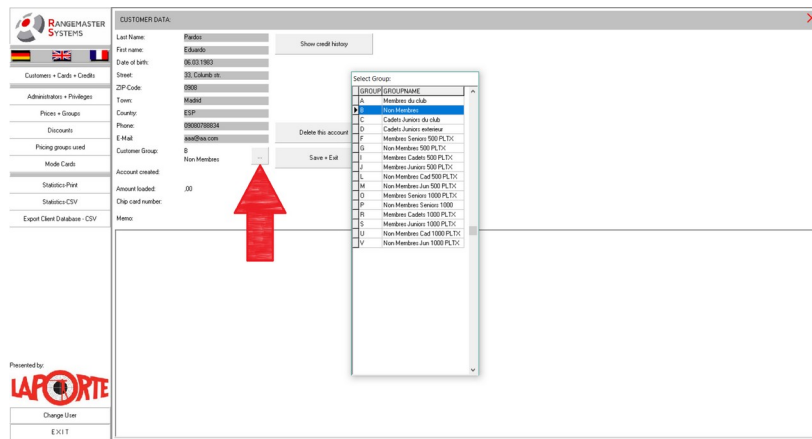 RANGEMASTER
SYSTEMS
Customers + Cards + Credits
Administrators + Privileges
Prices + Groups
Discounts
Pricing groups used
Mode Cards
Statistics-Print
Statistics-CSV
Export Client Database - CSV
Presented by:
LAPORTE
Change User
EXIT
CUSTOMER DATA:
X
Last Name: Pardos
First name: Eduardo
Date of birth: 06.03.1983
Street: 33, Columb str.
ZIP-Code: 0908
Town: Madrid
Country: ESP
Phone: 09080788834
E-Mail: aaa@aa.com
Customer Group: B
Non Membres
...
Account created:
Amount loaded: ,00
Chip card number:
Memo:
Show credit history
Delete this account
Save + Exit
Select Group:
GROUP GROUPNAME
A Membres du club
B Non Membres
C Cadets Juniors du club
D Cadets Juniors exterieur
F Membres Seniors 500 PLTX
G Non Membres 500 PLTX
I Membres Cadets 500 PLTX
J Membres Juniors 500 PLTX
L Non Membres Cad 500 PLTX
M Non Membres Jun 500 PLTX
O Membres Seniors 1000 PLTX
P Non Membres Seniors 1000
R Membres Cadets 1000 PLTX
S Membres Juniors 1000 PLTX
U Non Membres Cad 1000 PLTX
V Non Membres Jun 1000 PLTX